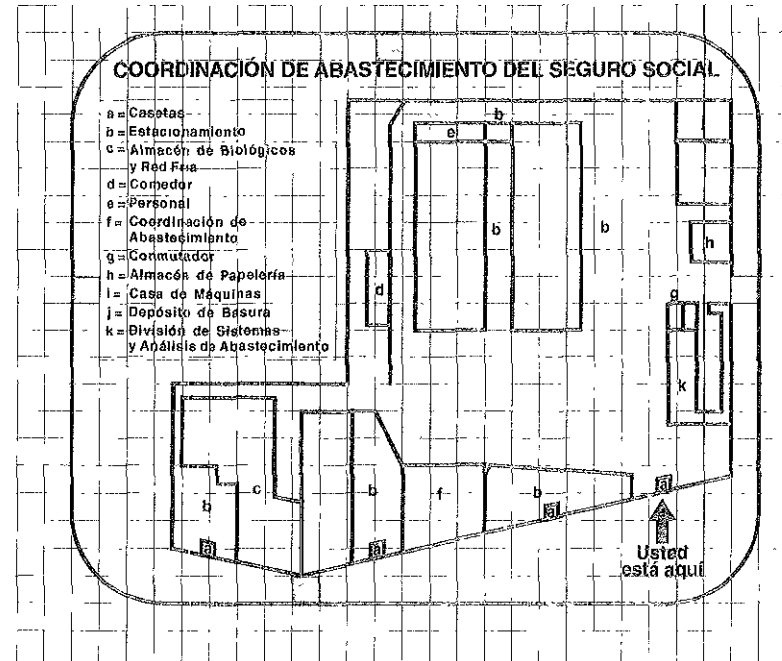 COORDINACIÓN DE ABASTECIMIENTO DEL SEGURO SOCIAL
a = Casetas
b = Estacionamiento
c = Almacén de Biológicos
y Red Fría
d = Comedor
e = Personal
f = Coordinación de
Abastecimiento
g = Conmutador
h = Almacén de Papelería
i = Casa de Máquinas
j = Depósito de Basura
k = División de Sistemas
y Análisis de Abastecimiento
b
e
b
b
h
d
g
k
c
b
b
f
b
a
a
a
a
Usted
está aquí